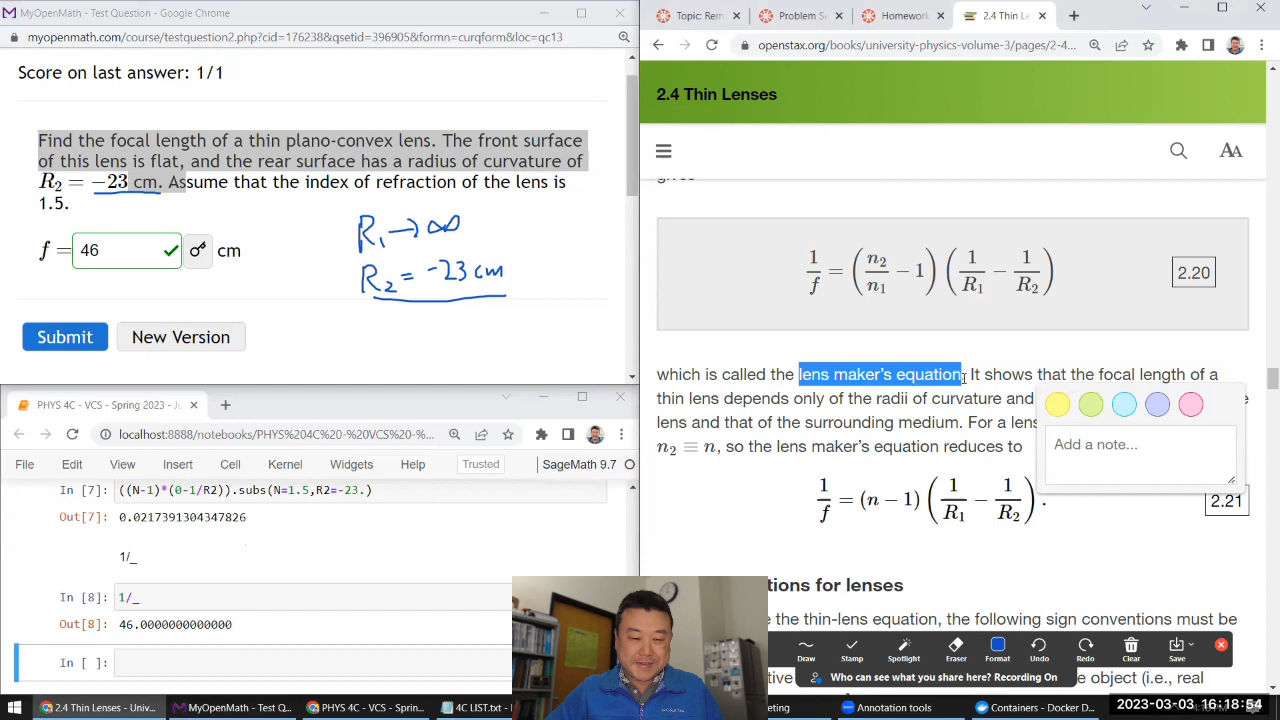 MyOpenMath - Test Question - Google Chrome
myopenmath.com/course/testquestion2.php?cid=176238&qsetid=396905&formn=curqform&loc=qc13
Score on last answer: 1/1
Find the focal length of a thin plano-convex lens. The front surface
of this lens is flat, and the rear surface has a radius of curvature of
R₂ = −23 cm. Assume that the index of refraction of the lens is
1.5.
R₁ → ∞
R₂ = -23 cm
f = 46 cm
Submit
New Version
PHYS 4C - VCS - Spring 2023 - Ju
localhost:8888/notebooks/PHYS%204C%20-%20VCS%20-%...
File Edit View Insert Cell Kernel Widgets Help Trusted SageMath 9.7
In [7]: ((N-1)*(0-1/R2)).subs(N=1.5,R2=-23.)
Out[7]: 0.0217391304347826
1/_
In [8]: 1/_
Out[8]: 46.0000000000000
In [ ]:
Topic: Rem
Problem Se
Homework
2.4 Thin Le
openstax.org/books/university-physics-volume-3/pages/2-4...
2.4 Thin Lenses
AA
gives
1/f = (n₂/n₁ − 1)(1/R₁ − 1/R₂)
2.20
which is called the lens maker’s equation. It shows that the focal length of a
thin lens depends only of the radii of curvature and
lens and that of the surrounding medium. For a len
n₂ ≡ n, so the lens maker’s equation reduces to
Add a note...
1/f = (n − 1)(1/R₁ − 1/R₂).
2.21
tions for lenses
e the thin-lens equation, the following sign conventions must be
Draw Stamp Spotlight Eraser Format Undo Redo Clear Save
Who can see what you share here? Recording On
tive
e object (i.e., real
2.4 Thin Lenses - Univ...
MyOpenMath - Test Q...
PHYS 4C - VCS - Sprin...
4C LIST.txt - Notepad
eting
Annotation tools
Containers - Docker D...
2023-03-03 16:18:54